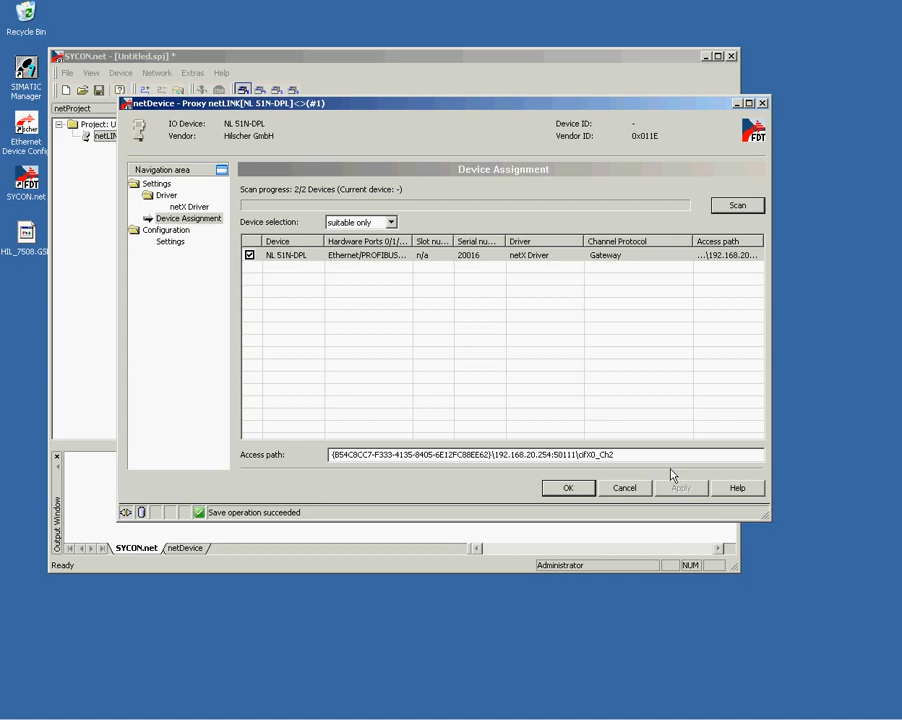 Recycle Bin
SIMATIC
Manager
Ethernet
Device Config
SYCON.net
HIL_7508.GS
SYCON.net - [Untitled.spj] *
File View Device Network Extras Help
netProject
Project: U
netLIN
netDevice - Proxy netLINK[NL 51N-DPL]<>(#1)
IO Device: NL 51N-DPL Device ID: -
Vendor: Hilscher GmbH Vendor ID: 0x011E
FDT
Navigation area
Settings
Driver
netX Driver
Device Assignment
Configuration
Settings
Device Assignment
Scan progress: 2/2 Devices (Current device: -)
Scan
Device selection: suitable only
Device Hardware Ports 0/1/... Slot nu... Serial nu... Driver Channel Protocol Access path
NL 51N-DPL Ethernet/PROFIBUS... n/a 20016 netX Driver Gateway ...\192.168.20...
Access path: {B54C8CC7-F333-4135-8405-6E12FC88EE62}\192.168.20.254:50111\cifX0_Ch2
OK Cancel Apply Help
Save operation succeeded
Output Window
SYCON.net netDevice
Ready Administrator NUM